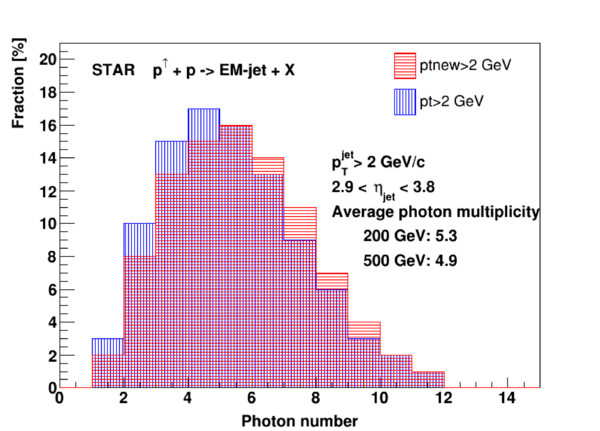 Fraction [%]
20
18
16
14
12
10
8
6
4
2
0
STAR p↑ + p -> EM-jet + X
ptnew>2 GeV
pt>2 GeV
p_T^jet > 2 GeV/c
2.9 < η_jet < 3.8
Average photon multiplicity
200 GeV: 5.3
500 GeV: 4.9
0 2 4 6 8 10 12 14
Photon number